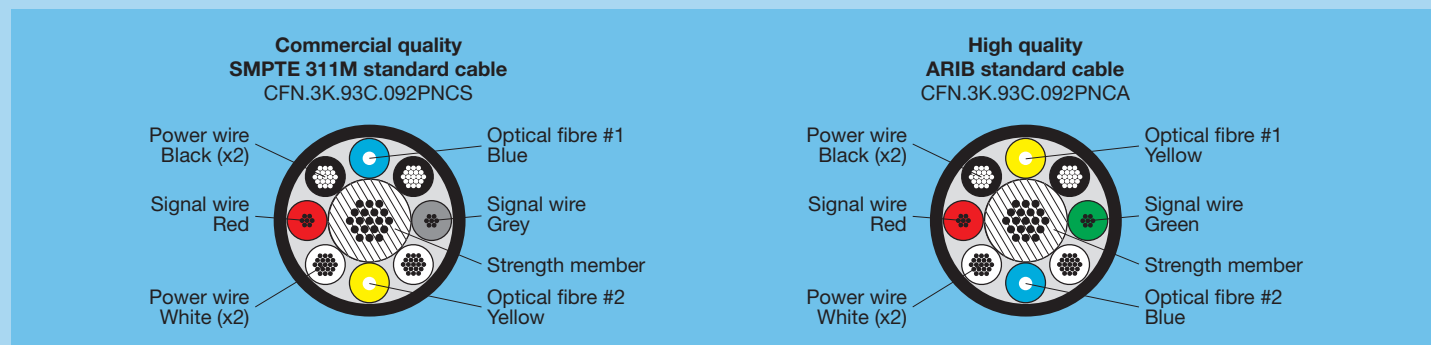 Commercial quality
SMPTE 311M standard cable
CFN.3K.93C.092PNCS
Power wire
Black (x2)
Optical fibre #1
Blue
Signal wire
Red
Signal wire
Grey
Strength member
Power wire
White (x2)
Optical fibre #2
Yellow
High quality
ARIB standard cable
CFN.3K.93C.092PNCA
Power wire
Black (x2)
Optical fibre #1
Yellow
Signal wire
Red
Signal wire
Green
Strength member
Power wire
White (x2)
Optical fibre #2
Blue